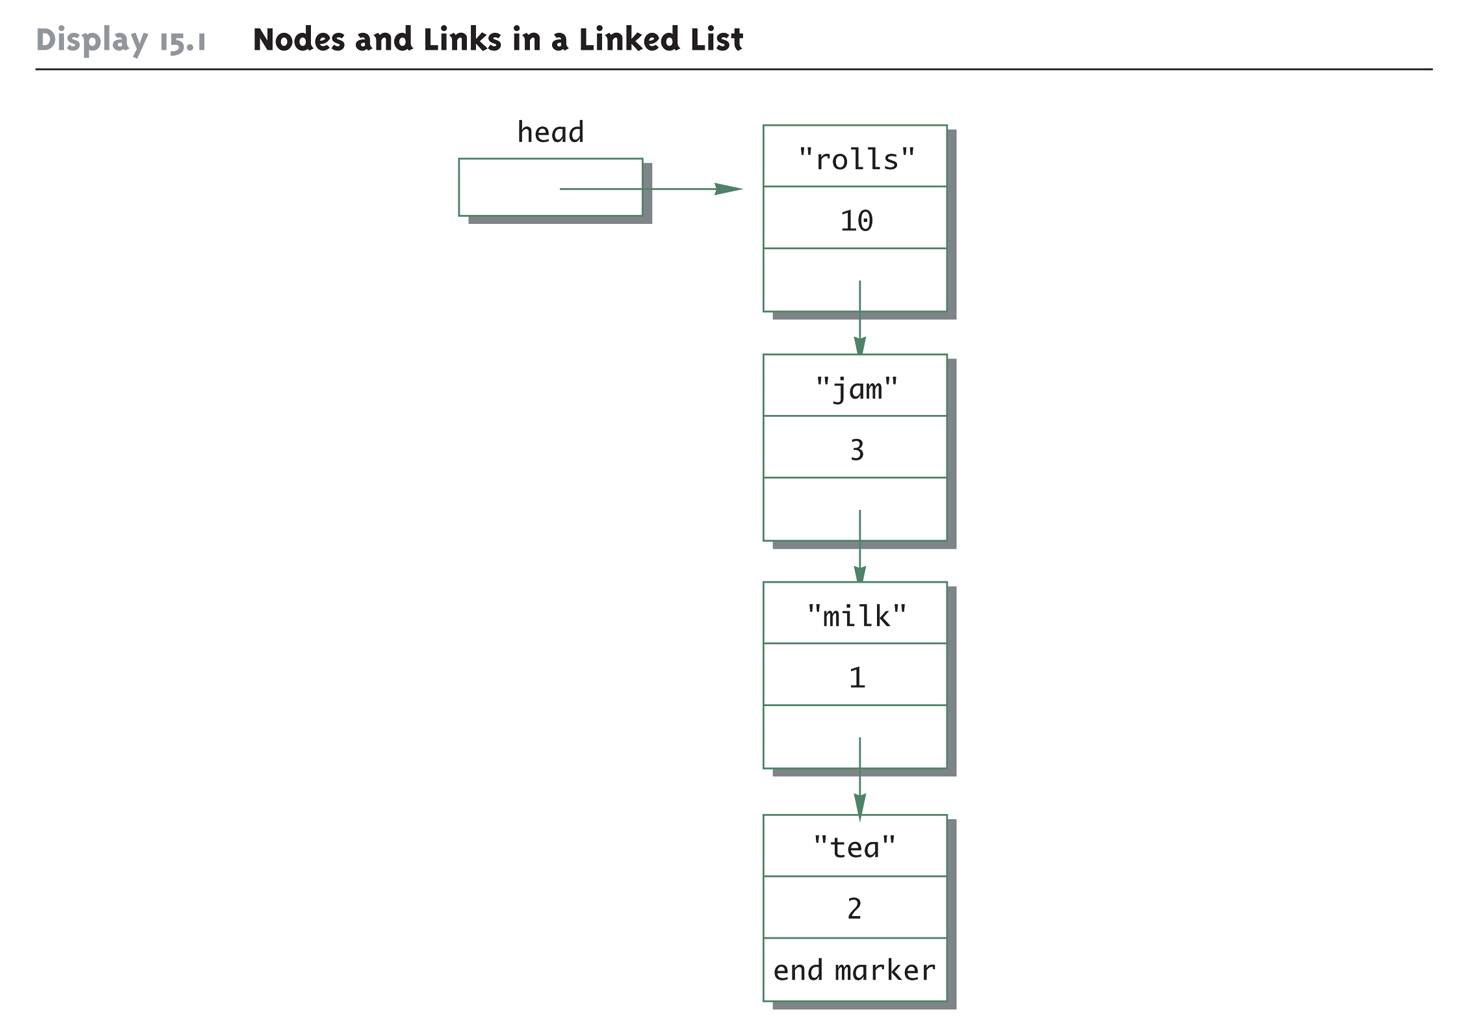 Display 15.1 Nodes and Links in a Linked List
head
"rolls"
10
"jam"
3
"milk"
1
"tea"
2
end marker